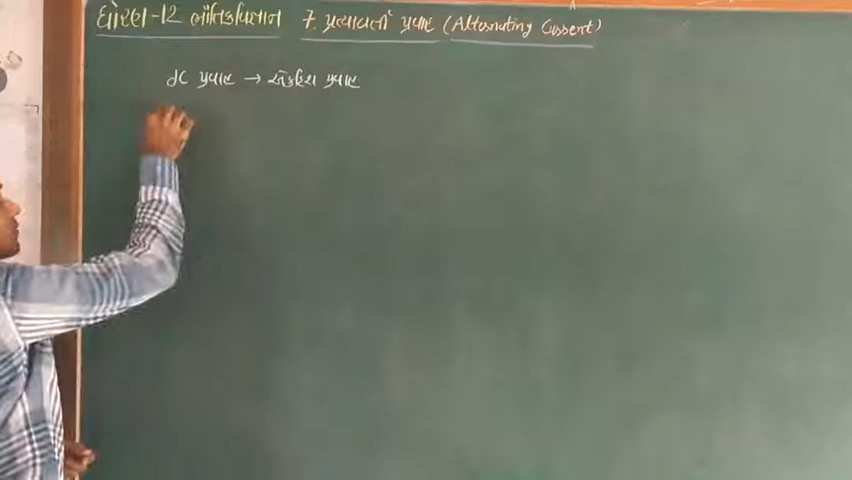 ધોરણ-12 ભૌતિકવિજ્ઞાન 7. પ્રત્યાવર્તી પ્રવાહ (Alternating Current)
dc પ્રવાહ → એકદિશ પ્રવાહ